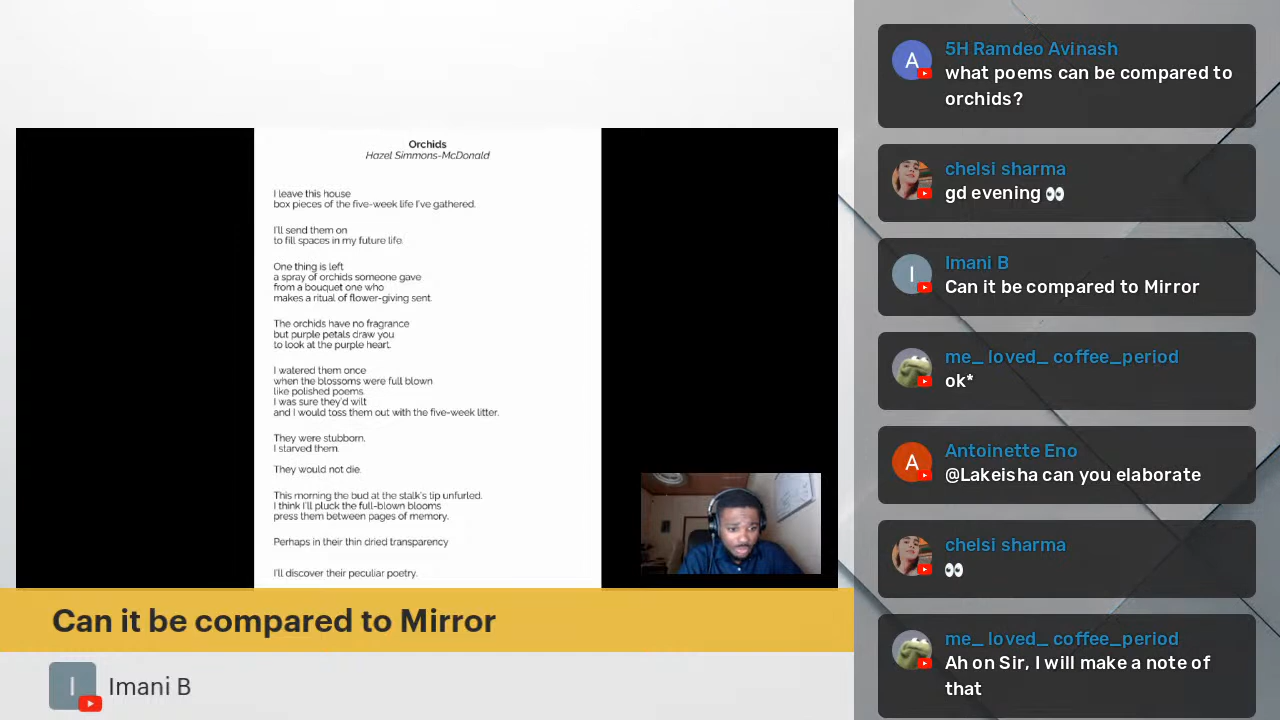 Orchids
Hazel Simmons-McDonald
I leave this house
box pieces of the five-week life I've gathered.
I'll send them on
to fill spaces in my future life.
One thing is left
a spray of orchids someone gave
from a bouquet one who
makes a ritual of flower-giving sent.
The orchids have no fragrance
but purple petals draw you
to look at the purple heart.
I watered them once
when the blossoms were full blown
like polished poems.
I was sure they'd wilt
and I would toss them out with the five-week litter.
They were stubborn.
I starved them.
They would not die.
This morning the bud at the stalk's tip unfurled.
I think I'll pluck the full-blown blooms
press them between pages of memory.
Perhaps in their thin dried transparency
I'll discover their peculiar poetry.
Can it be compared to Mirror
I
Imani B
A
5H Ramdeo Avinash
what poems can be compared to
orchids?
chelsi sharma
gd evening 👀
I
Imani B
Can it be compared to Mirror
me_ loved_ coffee_period
ok*
A
Antoinette Eno
@Lakeisha can you elaborate
chelsi sharma
👀
me_ loved_ coffee_period
Ah on Sir, I will make a note of
that